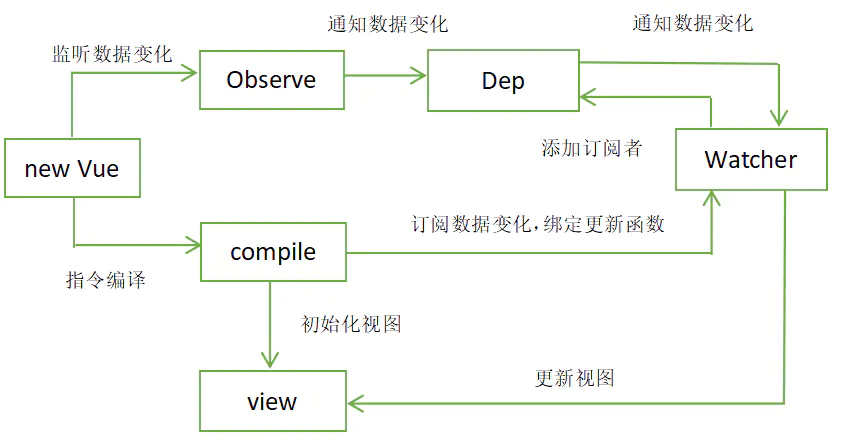 通知数据变化
通知数据变化
监听数据变化
Observe
Dep
添加订阅者
Watcher
new Vue
订阅数据变化，绑定更新函数
compile
指令编译
初始化视图
更新视图
view